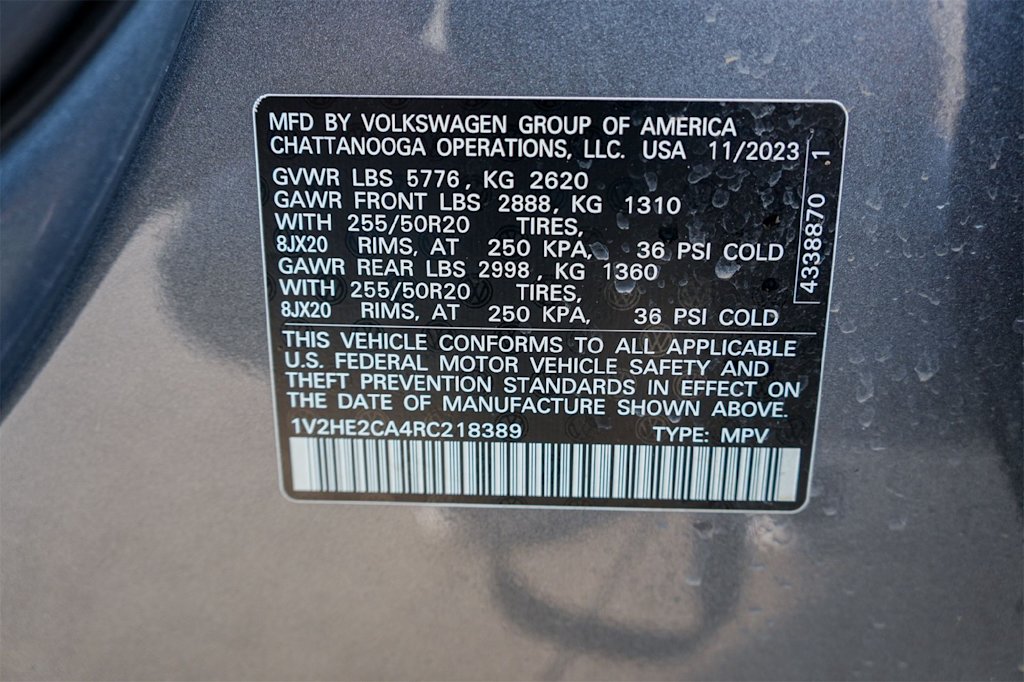 MFD BY VOLKSWAGEN GROUP OF AMERICA
CHATTANOOGA OPERATIONS, LLC. USA 11/2023
GVWR LBS 5776, KG 2620
GAWR FRONT LBS 2888, KG 1310
WITH 255/50R20 TIRES,
8JX20 RIMS, AT 250 KPA, 36 PSI COLD
GAWR REAR LBS 2998, KG 1360
WITH 255/50R20 TIRES,
8JX20 RIMS, AT 250 KPA, 36 PSI COLD
4338870 1
THIS VEHICLE CONFORMS TO ALL APPLICABLE
U.S. FEDERAL MOTOR VEHICLE SAFETY AND
THEFT PREVENTION STANDARDS IN EFFECT ON
THE DATE OF MANUFACTURE SHOWN ABOVE.
1V2HE2CA4RC218389 TYPE: MPV